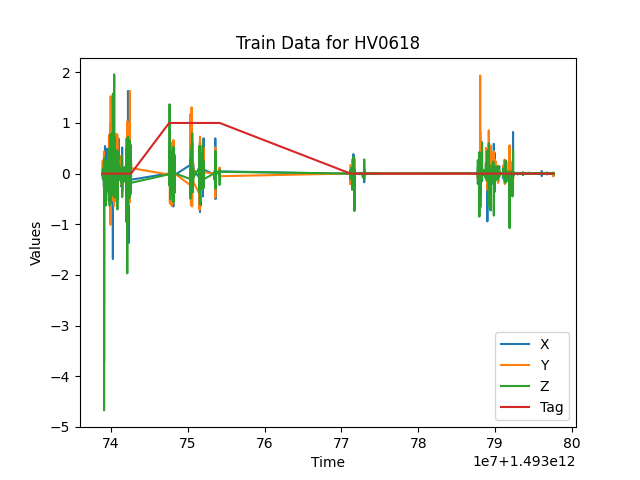 Train Data for HV0618
Values
2
1
0
−1
−2
−3
−4
−5
X
Y
Z
Tag
74 75 76 77 78 79 80
Time
1e7+1.493e12